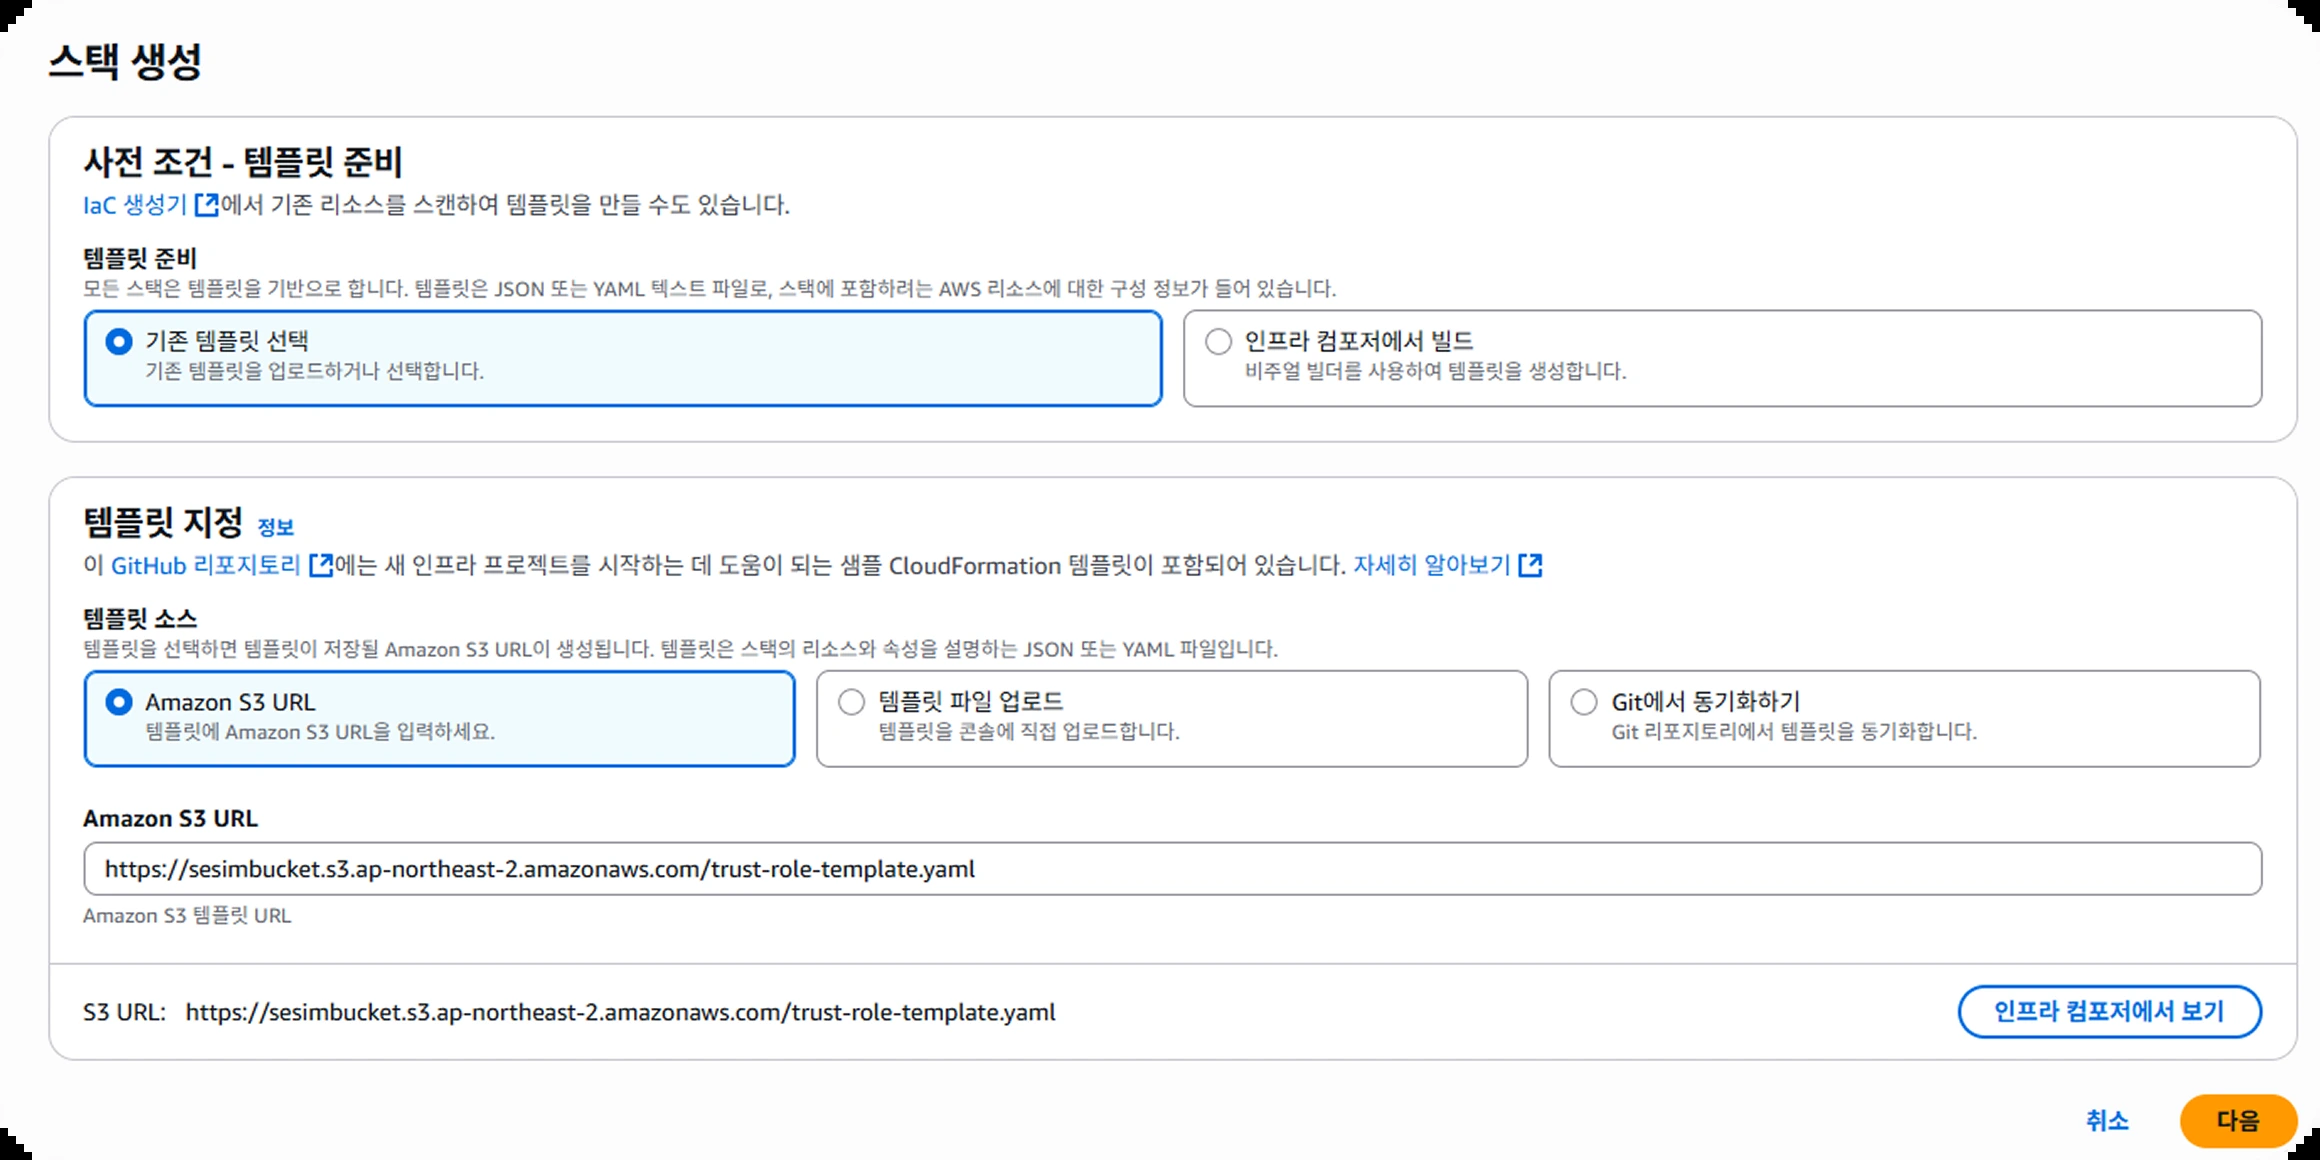 스택 생성
사전 조건 - 템플릿 준비
IaC 생성기 에서 기존 리소스를 스캔하여 템플릿을 만들 수도 있습니다.
템플릿 준비
모든 스택은 템플릿을 기반으로 합니다. 템플릿은 JSON 또는 YAML 텍스트 파일로, 스택에 포함하려는 AWS 리소스에 대한 구성 정보가 들어 있습니다.
기존 템플릿 선택
기존 템플릿을 업로드하거나 선택합니다.
인프라 컴포저에서 빌드
비주얼 빌더를 사용하여 템플릿을 생성합니다.
템플릿 지정 정보
이 GitHub 리포지토리 에는 새 인프라 프로젝트를 시작하는 데 도움이 되는 샘플 CloudFormation 템플릿이 포함되어 있습니다. 자세히 알아보기
템플릿 소스
템플릿을 선택하면 템플릿이 저장될 Amazon S3 URL이 생성됩니다. 템플릿은 스택의 리소스와 속성을 설명하는 JSON 또는 YAML 파일입니다.
Amazon S3 URL
템플릿에 Amazon S3 URL을 입력하세요.
템플릿 파일 업로드
템플릿을 콘솔에 직접 업로드합니다.
Git에서 동기화하기
Git 리포지토리에서 템플릿을 동기화합니다.
Amazon S3 URL
https://sesimbucket.s3.ap-northeast-2.amazonaws.com/trust-role-template.yaml
Amazon S3 템플릿 URL
S3 URL: https://sesimbucket.s3.ap-northeast-2.amazonaws.com/trust-role-template.yaml
인프라 컴포저에서 보기
취소
다음